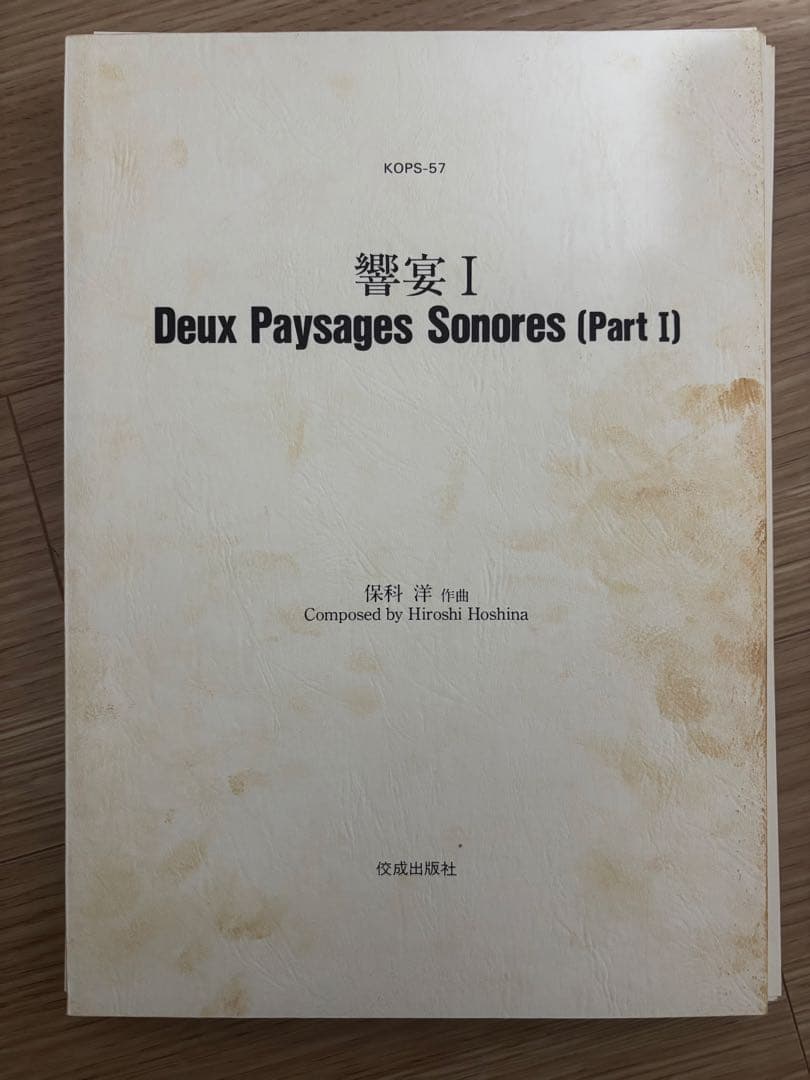 KOPS-57
響宴 I
Deux Paysages Sonores (Part I)
保科 洋 作曲
Composed by Hiroshi Hoshina
佼成出版社